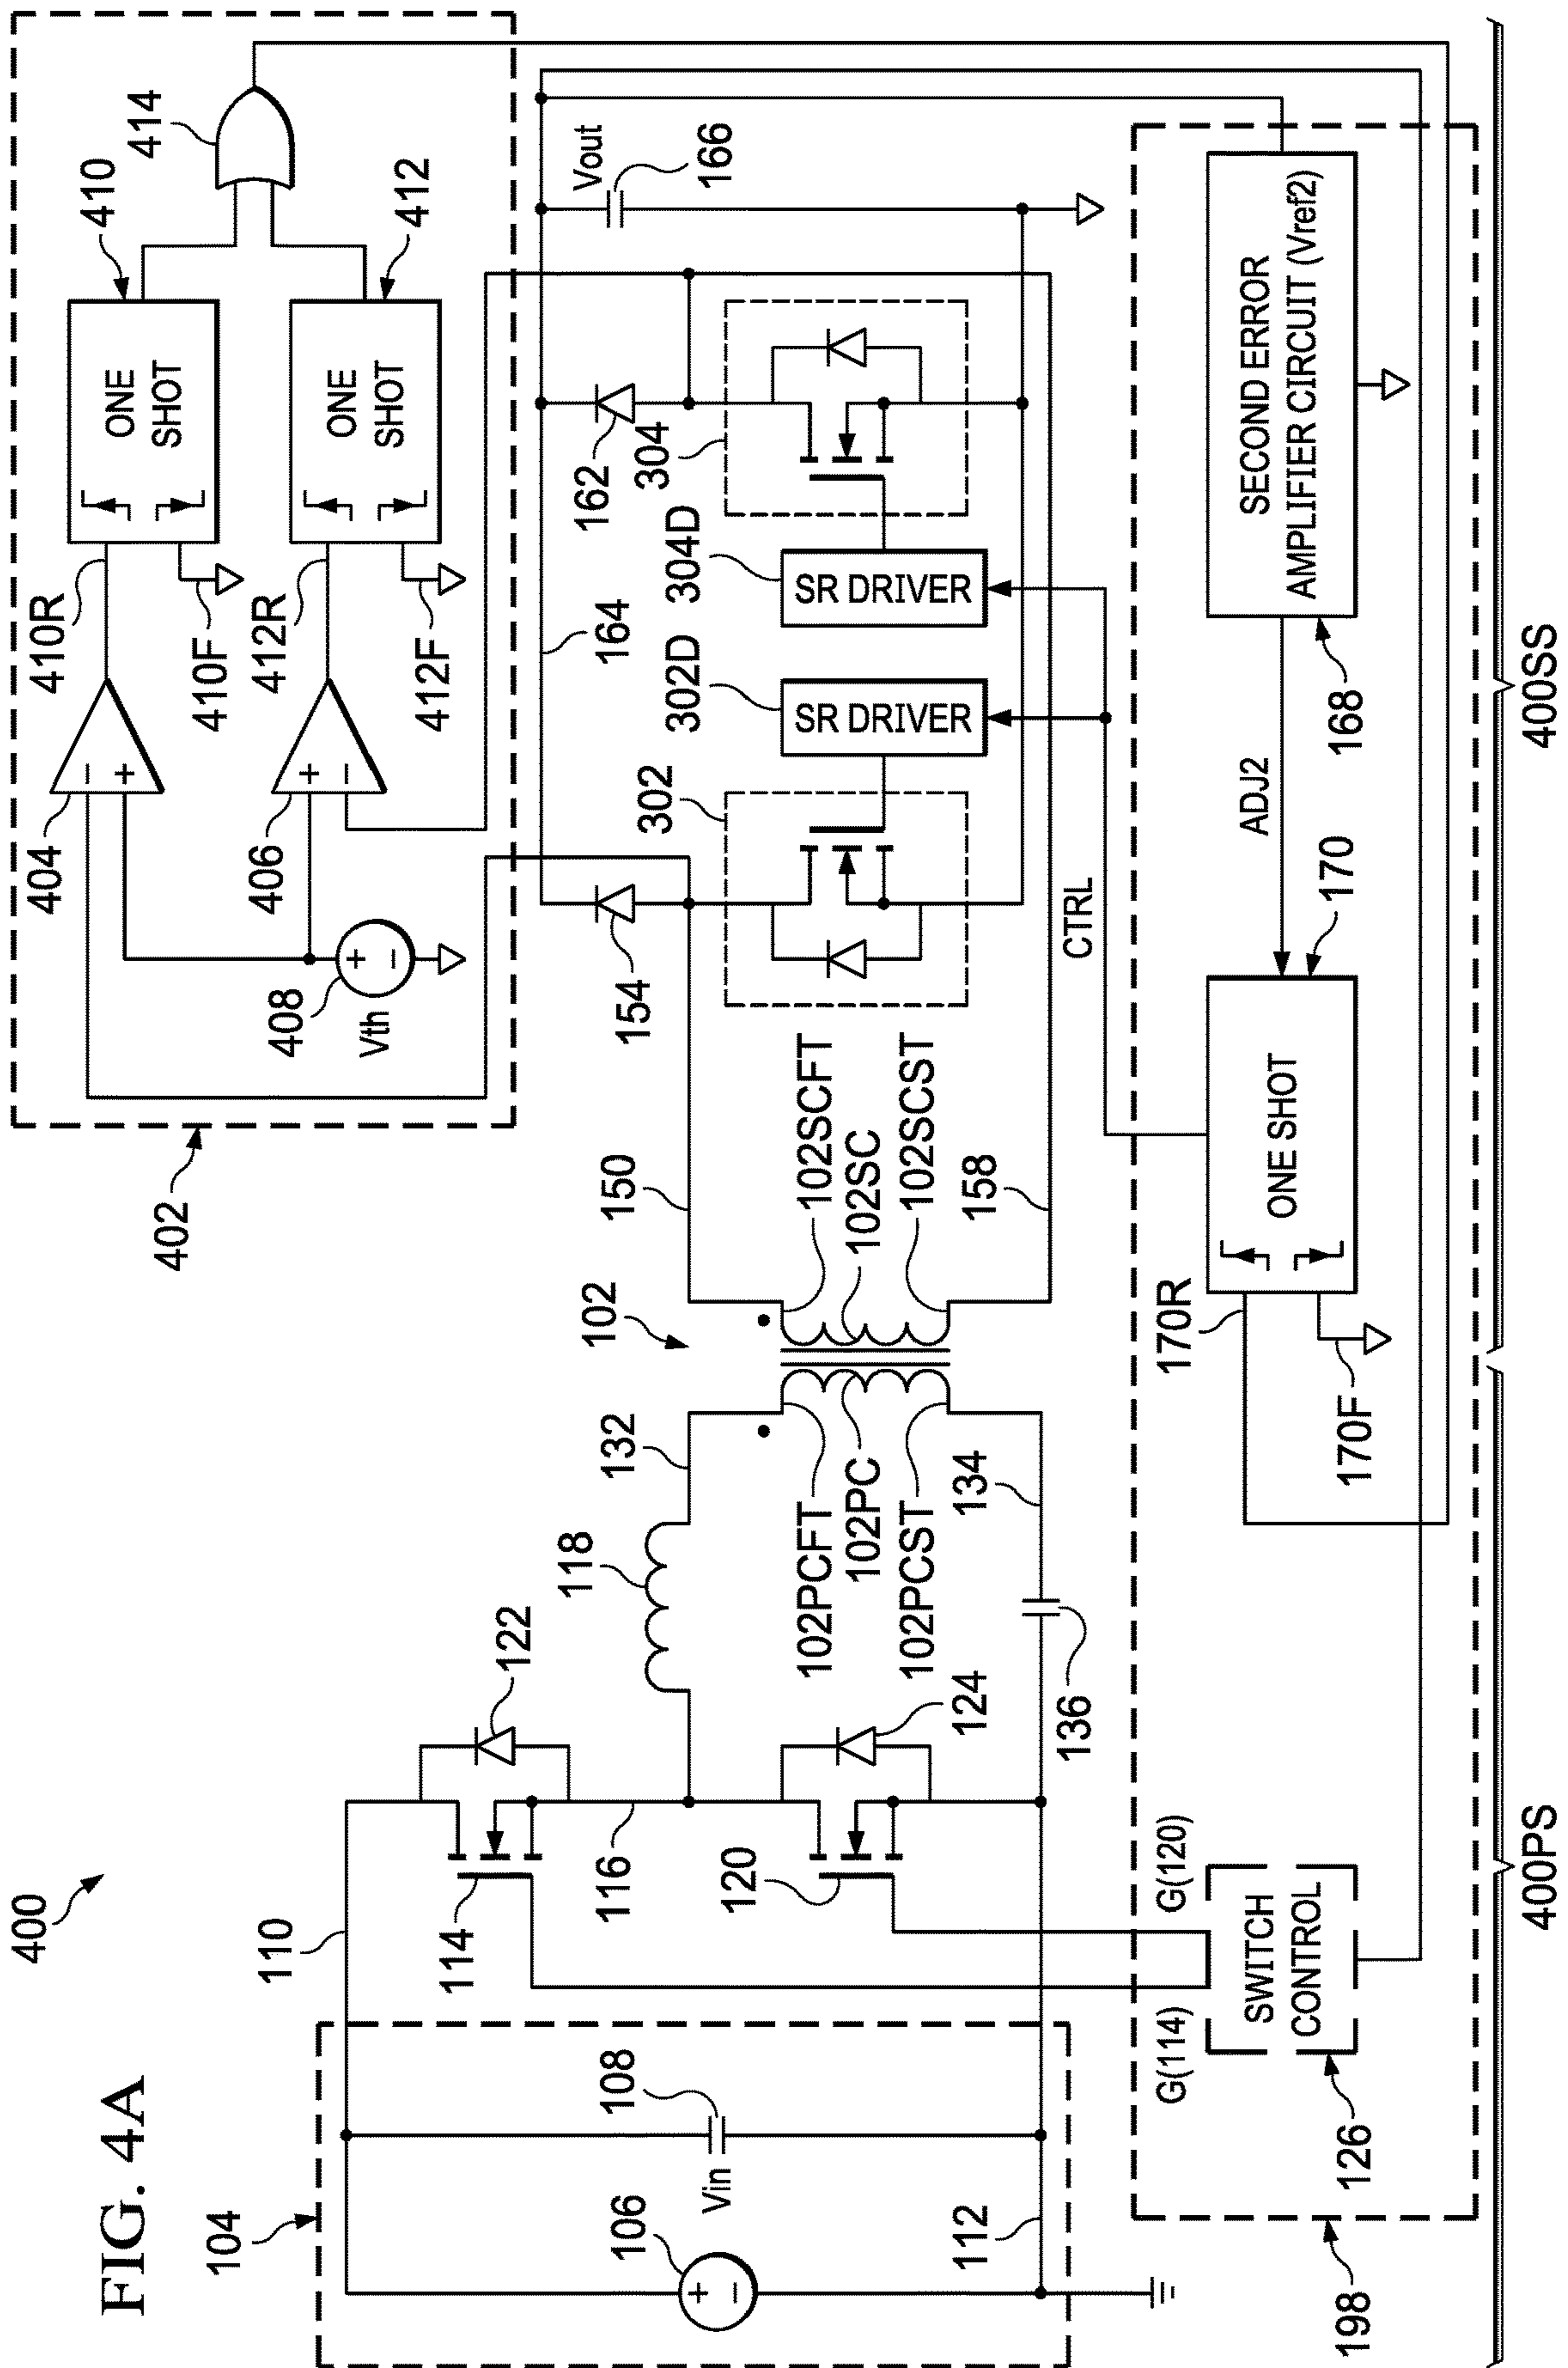 FIG. 4A
400
104
106
Vin
108
110
112
114
116
120
122
124
118
132
134
136
102PCFT
102PC
102PCST
102
102SCFT
102SC
102SCST
150
158
402
404
406
408
Vth
+
−
−
+
+
−
410R
410F
412R
412F
ONE
SHOT
410
ONE
SHOT
412
414
154
162
164
302
304
302D
304D
SR DRIVER
SR DRIVER
Vout
166
CTRL
G(114)
G(120)
SWITCH
CONTROL
126
198
170R
170F
ONE SHOT
170
ADJ2
168
SECOND ERROR
AMPLIFIER CIRCUIT (Vref2)
+
−
400PS
400SS